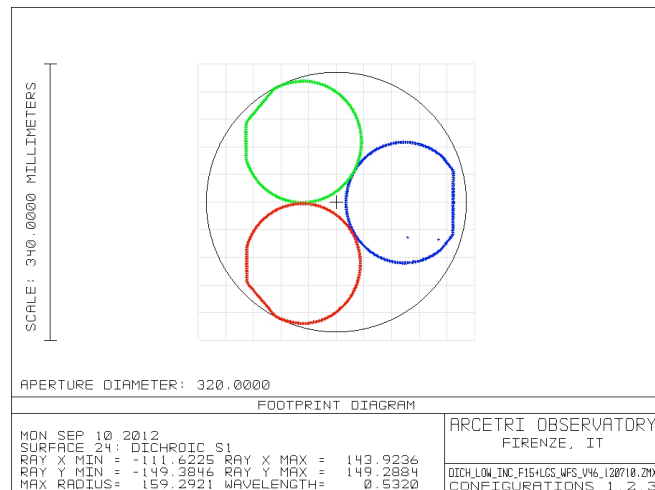 SCALE: 340.0000 MILLIMETERS
APERTURE DIAMETER: 320.0000
FOOTPRINT DIAGRAM
MON SEP 10 2012
SURFACE 24: DICHROIC S1
RAY X MIN = -111.6225 RAY X MAX = 143.9236
RAY Y MIN = -149.3846 RAY Y MAX = 149.2884
MAX RADIUS= 159.2921 WAVELENGTH= 0.5320
ARCETRI OBSERVATORY
FIRENZE, IT
DICH_LOW_INC_F15+LGS_WFS_V46_120710.ZMX
CONFIGURATIONS 1 2 3